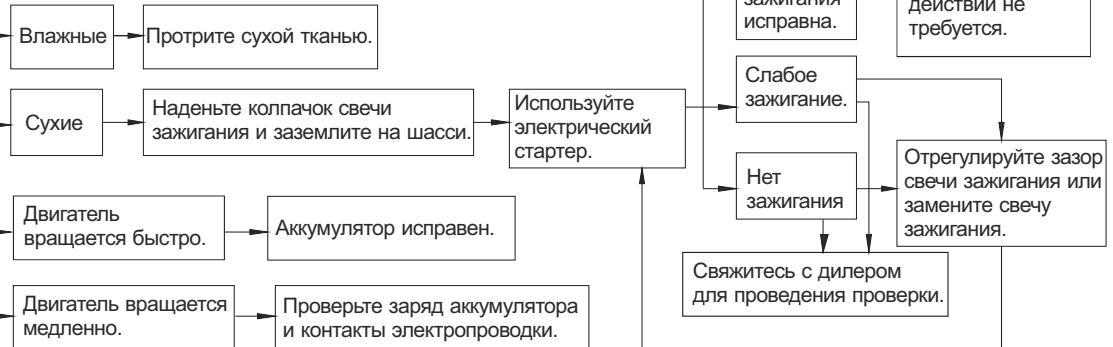 зажигания
исправна.
действий не
требуется.
Влажные
Протрите сухой тканью.
Слабое
зажигание.
Сухие
Наденьте колпачок свечи
зажигания и заземлите на шасси.
Используйте
электрический
стартер.
Нет
зажигания
Отрегулируйте зазор
свечи зажигания или
замените свечу
зажигания.
Двигатель
вращается быстро.
Аккумулятор исправен.
Свяжитесь с дилером
для проведения проверки.
Двигатель вращается
медленно.
Проверьте заряд аккумулятора
и контакты электропроводки.